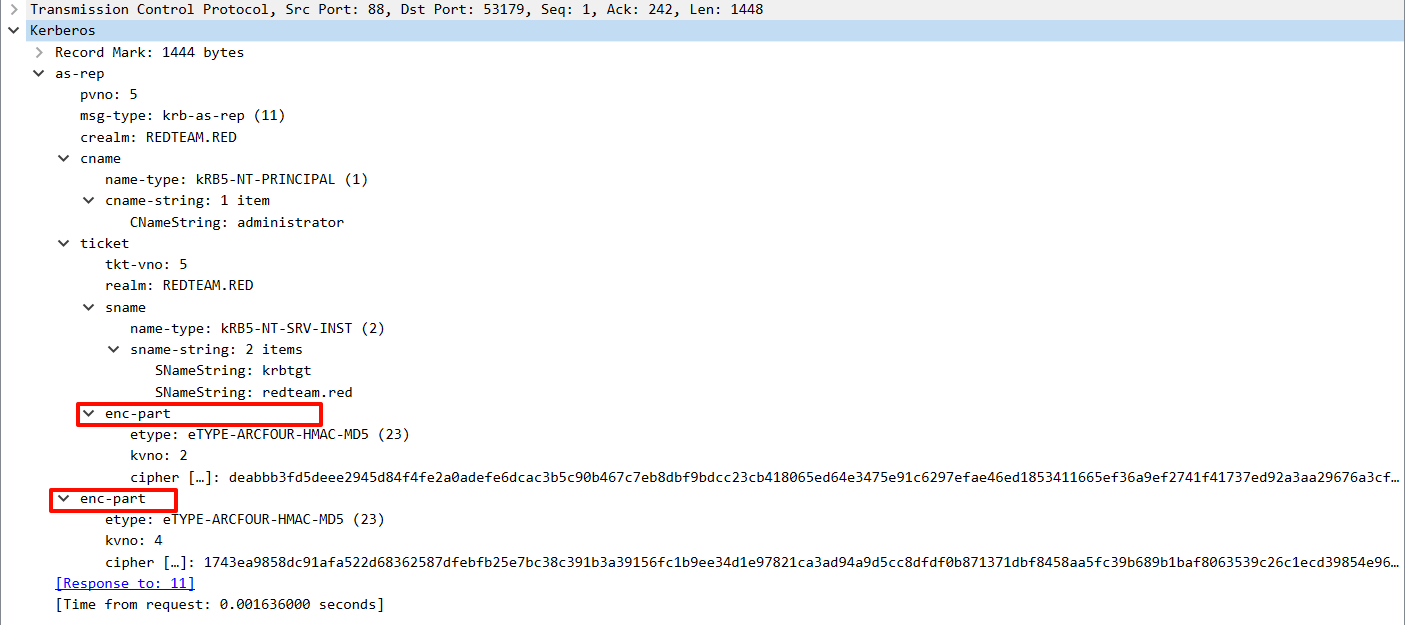 Transmission Control Protocol, Src Port: 88, Dst Port: 53179, Seq: 1, Ack: 242, Len: 1448
Kerberos
Record Mark: 1444 bytes
as-rep
pvno: 5
msg-type: krb-as-rep (11)
crealm: REDTEAM.RED
cname
name-type: kRB5-NT-PRINCIPAL (1)
cname-string: 1 item
CNameString: administrator
ticket
tkt-vno: 5
realm: REDTEAM.RED
sname
name-type: kRB5-NT-SRV-INST (2)
sname-string: 2 items
SNameString: krbtgt
SNameString: redteam.red
enc-part
etype: eTYPE-ARCFOUR-HMAC-MD5 (23)
kvno: 2
cipher […]: deabbb3fd5deee2945d84f4fe2a0adefe6dcac3b5c90b467c7eb8dbf9bdcc23cb418065ed64e3475e91c6297efae46ed1853411665ef36a9ef2741f41737ed92a3aa29676a3cf…
enc-part
etype: eTYPE-ARCFOUR-HMAC-MD5 (23)
kvno: 4
cipher […]: 1743ea9858dc91afa522d68362587dfebfb25e7bc38c391b3a39156fc1b9ee34d1e97821ca3ad94a9d5cc8dfdf0b871371dbf8458aa5fc39b689b1baf8063539c26c1ecd39854e96…
[Response to: 11]
[Time from request: 0.001636000 seconds]